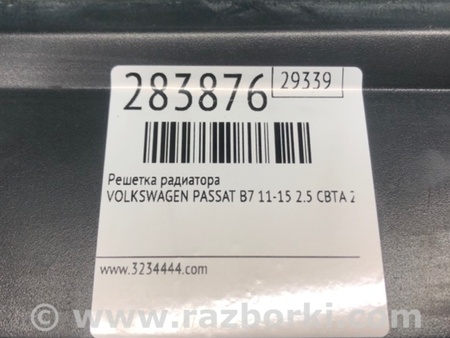 283876
29339
Решетка радиатора
VOLKSWAGEN PASSAT B7 11-15 2.5 CBTA 2
www.3234444.com
© www.razborki.com